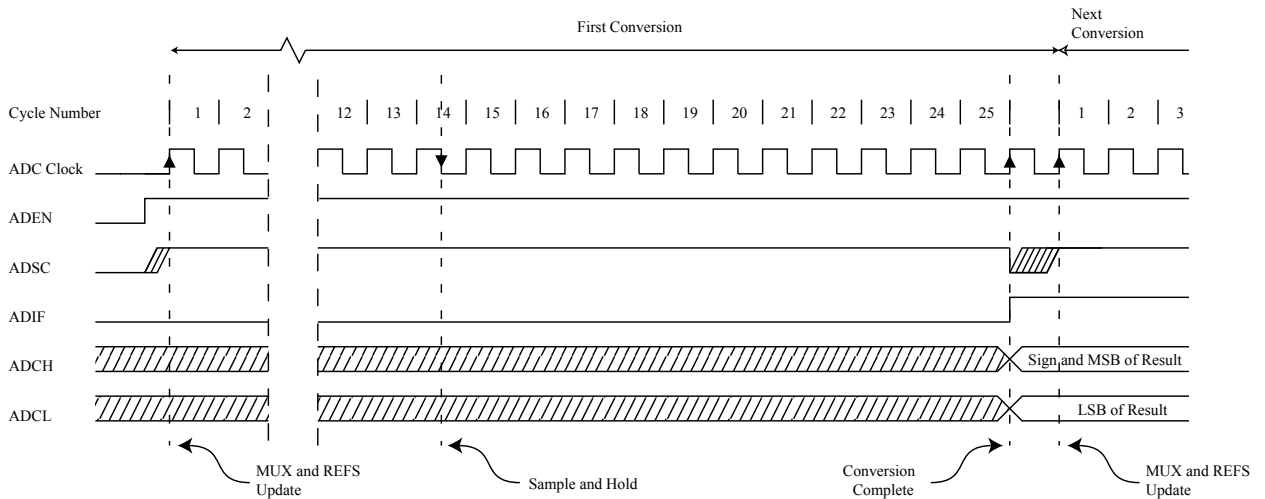 First Conversion
Next
Conversion
Cycle Number 1 2 12 13 14 15 16 17 18 19 20 21 22 23 24 25 1 2 3
ADC Clock
ADEN
ADSC
ADIF
ADCH Sign and MSB of Result
ADCL LSB of Result
MUX and REFS
Update
Sample and Hold
Conversion
Complete
MUX and REFS
Update